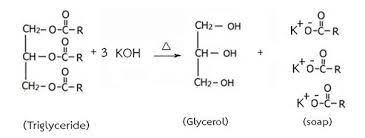 O
CH₂-O-C-R
O
CH -O-C-R + 3 KOH
O
CH₂-O-C-R
(Triglyceride)
Δ
CH₂- OH
CH - OH
CH₂-OH
(Glycerol)
+
O
K⁺⁻O-C-R
O
K⁺⁻O-C-R
O
K⁺⁻O-C-R
(soap)